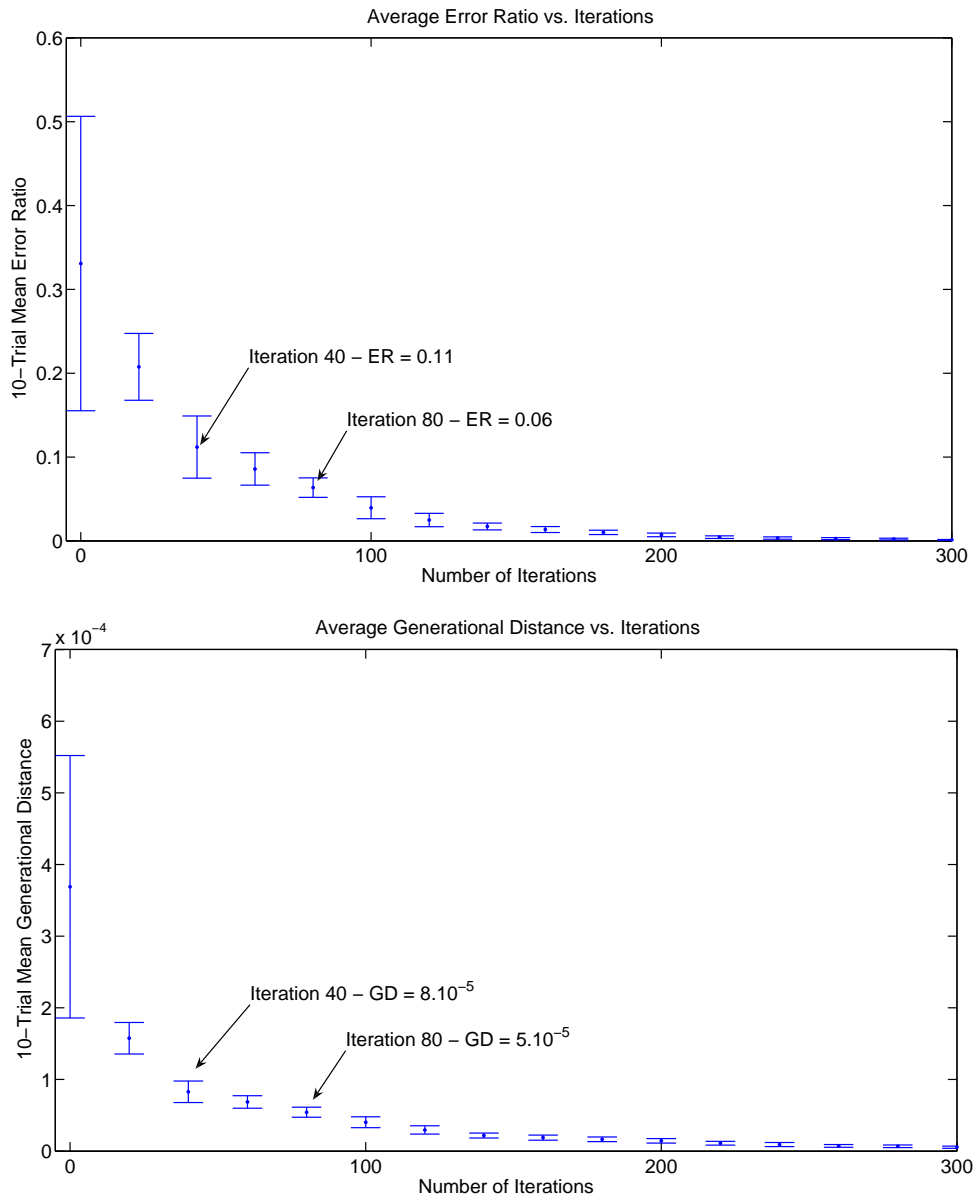 Average Error Ratio vs. Iterations
0.6
0.5
0.4
0.3
0.2
0.1
0
10−Trial Mean Error Ratio
Iteration 40 − ER = 0.11
Iteration 80 − ER = 0.06
0 100 200 300
Number of Iterations
Average Generational Distance vs. Iterations
x 10⁻⁴
7
6
5
4
3
2
1
0
10−Trial Mean Generational Distance
Iteration 40 − GD = 8.10⁻⁵
Iteration 80 − GD = 5.10⁻⁵
0 100 200 300
Number of Iterations